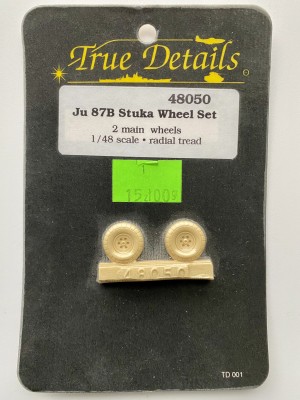 True Details
48050
Ju 87B Stuka Wheel Set
2 main wheels
1/48 scale • radial tread
48050
TD 001